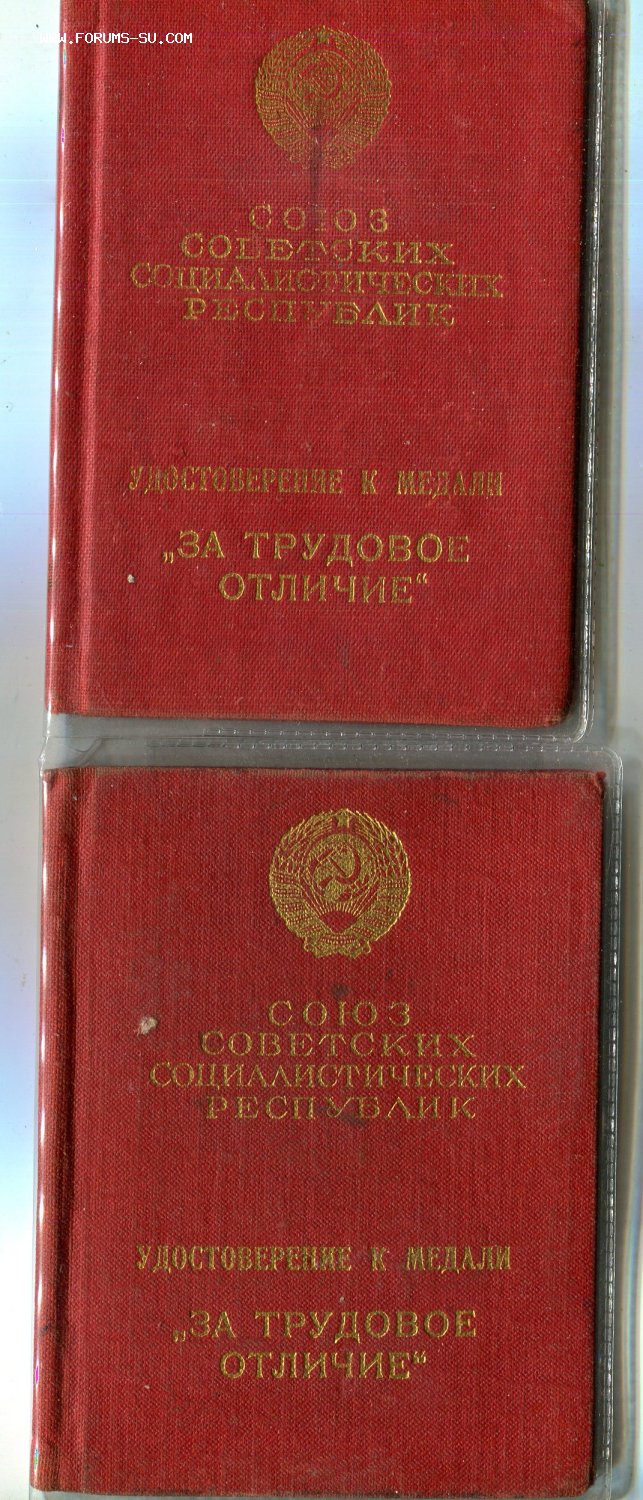 WWW.FORUMS-SU.COM
СОЮЗ
СОВЕТСКИХ
СОЦИАЛИСТИЧЕСКИХ
РЕСПУБЛИК
УДОСТОВЕРЕНИЕ К МЕДАЛИ
„ЗА ТРУДОВОЕ
ОТЛИЧИЕ“
СОЮЗ
СОВЕТСКИХ
СОЦИАЛИСТИЧЕСКИХ
РЕСПУБЛИК
УДОСТОВЕРЕНИЕ К МЕДАЛИ
„ЗА ТРУДОВОЕ
ОТЛИЧИЕ“